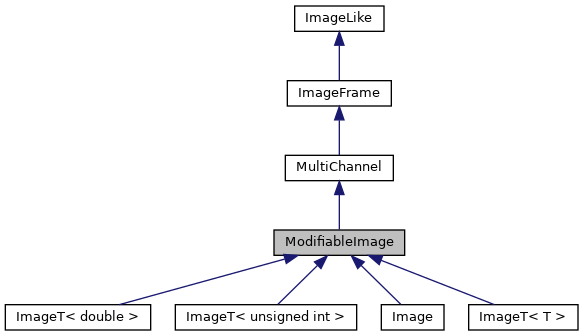 ImageLike
ImageFrame
MultiChannel
ModifiableImage
ImageT< double >
ImageT< unsigned int >
Image
ImageT< T >